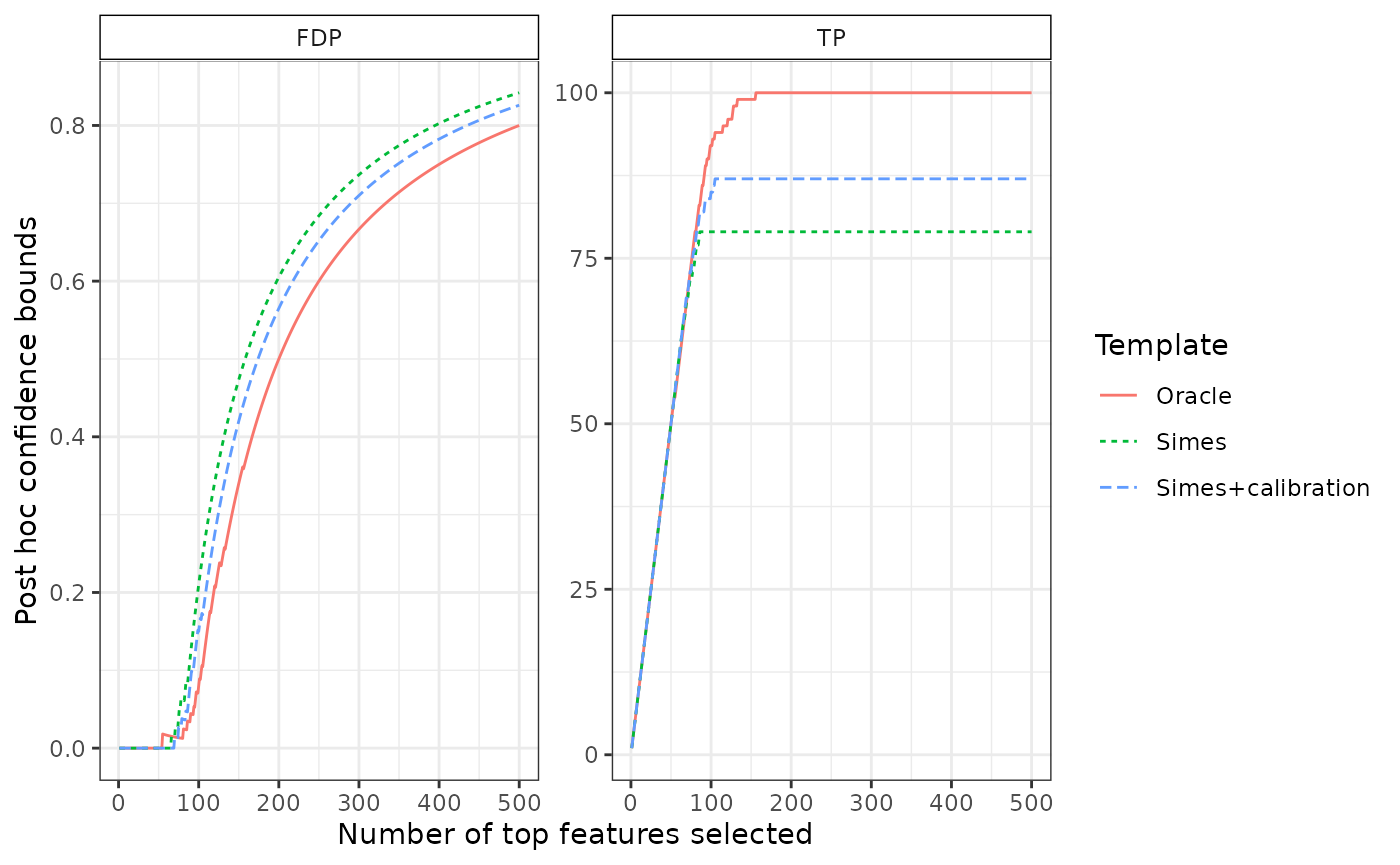 FDP
TP
Post hoc confidence bounds
0.8
0.6
0.4
0.2
0.0
100
75
50
25
0
0 100 200 300 400 500
0 100 200 300 400 500
Number of top features selected
Template
Oracle
Simes
Simes+calibration